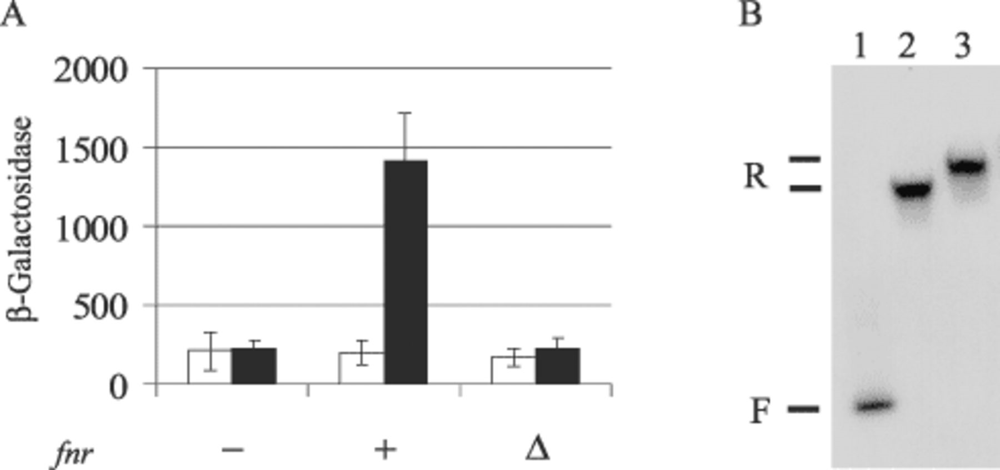 A
β-Galactosidase
2000
1500
1000
500
0
fnr − + Δ
B
1 2 3
R
F